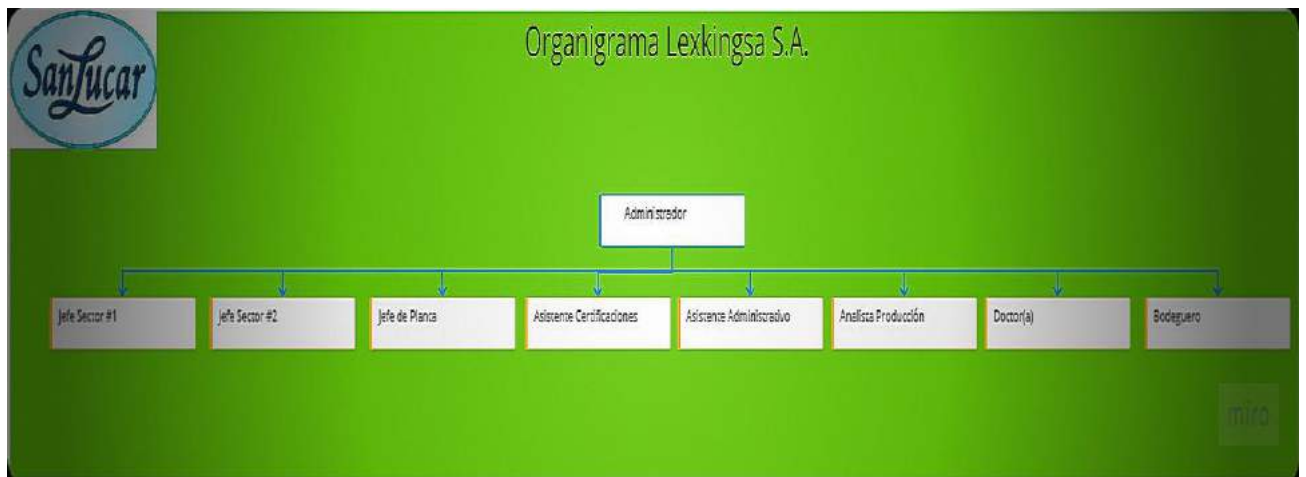 SanLucar
Organigrama Lexkingsa S.A.
Administrador
Jefe Sector #1
Jefe Sector #2
Jefe de Planta
Asistente Certificaciones
Asistente Administrativo
Analista Producción
Doctor(a)
Bodeguero
miro